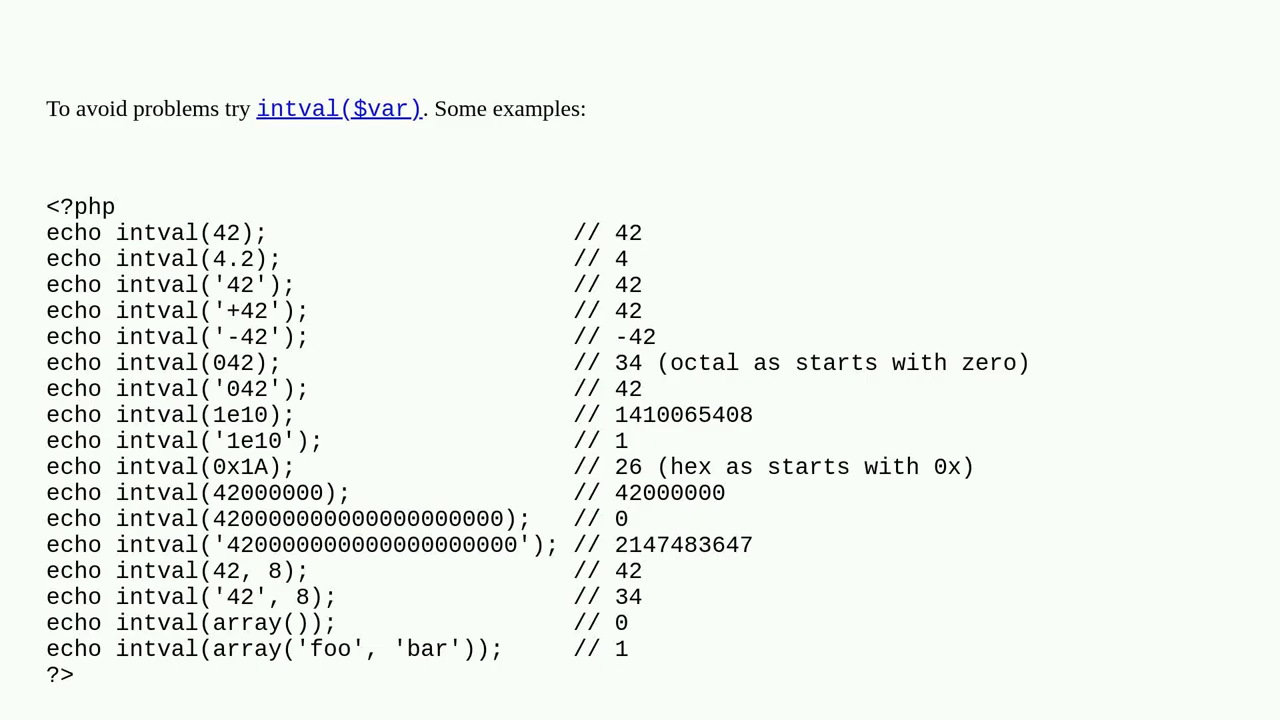 To avoid problems try intval($var). Some examples:
<?php
echo intval(42);                      // 42
echo intval(4.2);                     // 4
echo intval('42');                    // 42
echo intval('+42');                   // 42
echo intval('-42');                   // -42
echo intval(042);                     // 34 (octal as starts with zero)
echo intval('042');                   // 42
echo intval(1e10);                    // 1410065408
echo intval('1e10');                  // 1
echo intval(0x1A);                    // 26 (hex as starts with 0x)
echo intval(42000000);                // 42000000
echo intval(420000000000000000000);   // 0
echo intval('420000000000000000000'); // 2147483647
echo intval(42, 8);                   // 42
echo intval('42', 8);                 // 34
echo intval(array());                 // 0
echo intval(array('foo', 'bar'));     // 1
?>